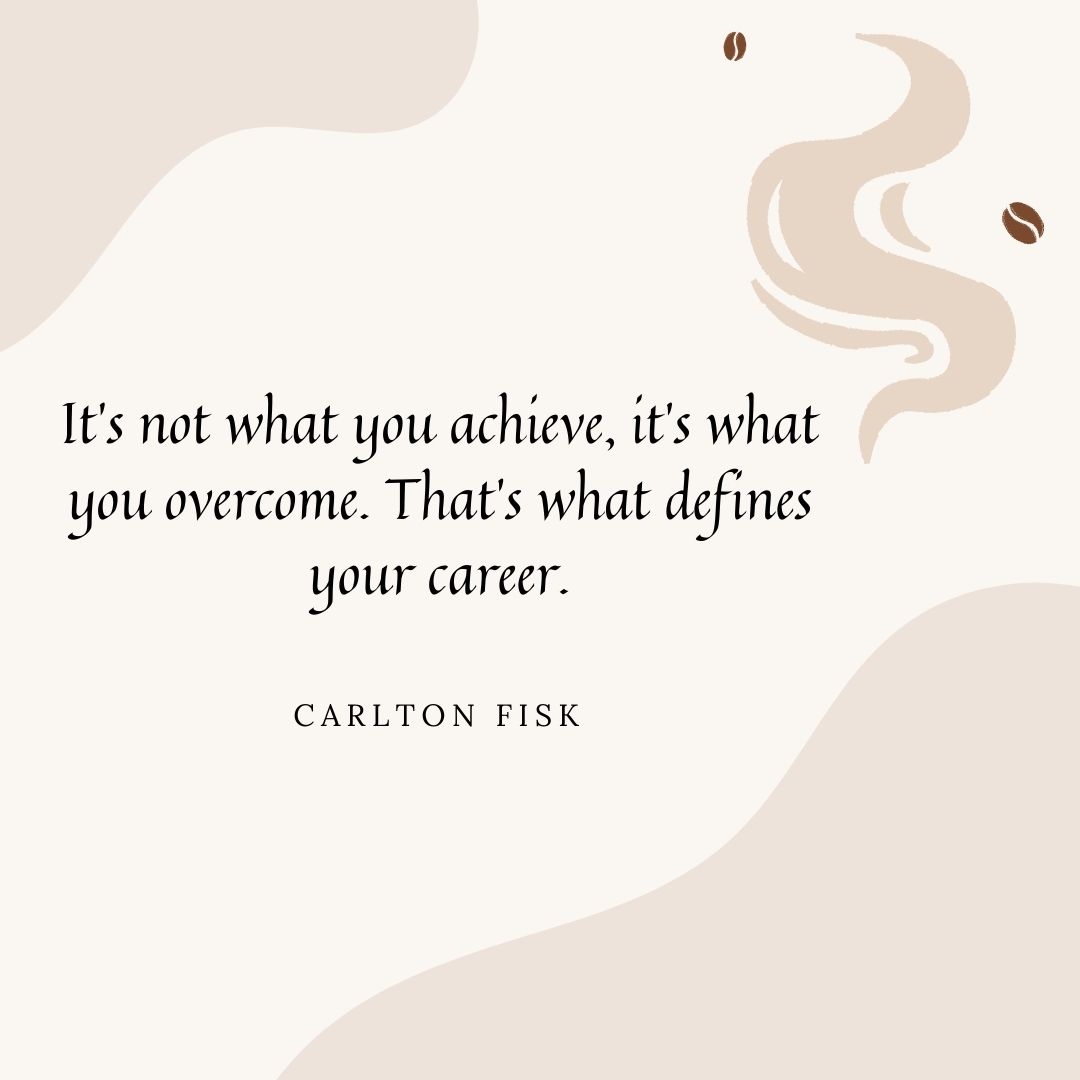 It's not what you achieve, it's what
you overcome. That's what defines
your career.
CARLTON FISK